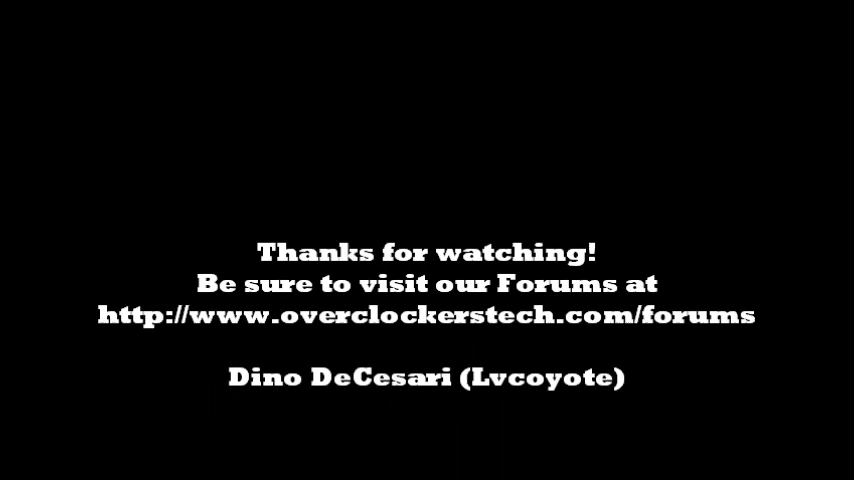 Thanks for watching!
Be sure to visit our Forums at
http://www.overclockerstech.com/forums
Dino DeCesari (Lvcoyote)